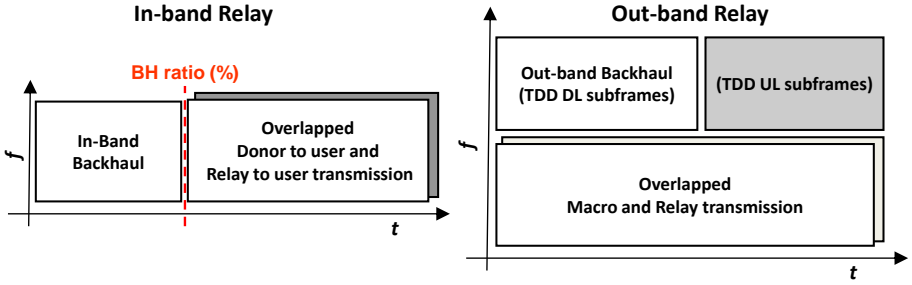 In-band Relay
BH ratio (%)
f
In-Band
Backhaul
Overlapped
Donor to user and
Relay to user transmission
t
Out-band Relay
Out-band Backhaul
(TDD DL subframes)
(TDD UL subframes)
f
Overlapped
Macro and Relay transmission
t